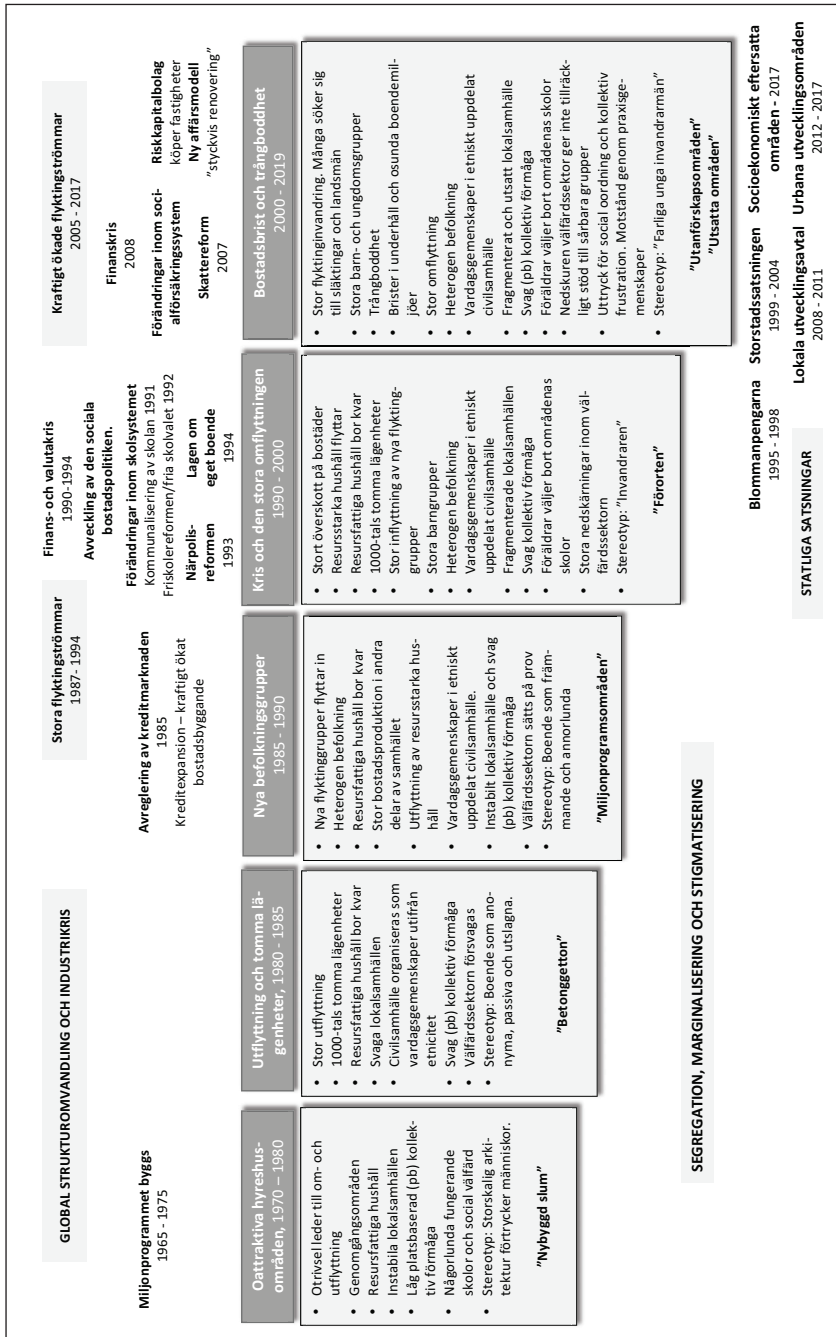 GLOBAL STRUKTUROMVANDLING OCH INDUSTRIKRIS
Stora flyktingströmmar
1987- 1994
Finans- och valutakris
1990-1994
Kraftigt ökade flyktingströmmar
2005 - 2017
Miljonprogrammet byggs
1965 - 1975
Avreglering av kreditmarknaden
1985
Kreditexpansion – kraftigt ökat
bostadsbyggande
Avveckling av den sociala
bostadspolitiken.
Förändringar inom skolsystemet
Kommunalisering av skolan 1991
Friskolereformen/fria skolvalet 1992
Närpolis-
reformen
1993
Lagen om
eget boende
1994
Finanskris
2008
Förändringar inom soci-
alförsäkringssystem
Skattereform
2007
Riskkapitalbolag
köper fastigheter
Ny affärsmodell
"styckvis renovering"
Oattraktiva hyreshus-
områden, 1970 – 1980
• Otrivsel leder till om- och
utflyttning
• Genomgångsområden
• Resursfattiga hushåll
• Instabila lokalsamhällen
• Låg platsbaserad (pb) kollek-
tiv förmåga
• Någorlunda fungerande
skolor och social välfärd
• Stereotyp: Storskalig arki-
tektur förtrycker människor.
"Nybyggd slum"
Utflyttning och tomma lä-
genheter, 1980 - 1985
• Stor utflyttning
• 1000-tals tomma lägenheter
• Resursfattiga hushåll bor kvar
• Svaga lokalsamhällen
• Civilsamhälle organiseras som
vardagsgemenskaper utifrån
etnicitet
• Svag (pb) kollektiv förmåga
• Välfärdssektorn försvagas
• Stereotyp: Boende som ano-
nyma, passiva och utslagna.
"Betonggetton"
Nya befolkningsgrupper
1985 - 1990
• Nya flyktinggrupper flyttar in
• Heterogen befolkning
• Resursfattiga hushåll bor kvar
• Stor bostadsproduktion i andra
delar av samhället
• Utflyttning av resursstarka hus-
håll
• Vardagsgemenskaper i etniskt
uppdelat civilsamhälle.
• Instabilt lokalsamhälle och svag
(pb) kollektiv förmåga
• Välfärdssektorn sätts på prov
• Stereotyp: Boende som främ-
mande och annorlunda
"Miljonprogramsområden"
Kris och den stora omflyttningen
1990 - 2000
• Stort överskott på bostäder
• Resursstarka hushåll flyttar
• Resursfattiga hushåll bor kvar
• 1000-tals tomma lägenheter
• Stor inflyttning av nya flykting-
grupper
• Stora barngrupper
• Heterogen befolkning
• Vardagsgemenskaper i etniskt
uppdelat civilsamhälle
• Fragmenterade lokalsamhällen
• Svag kollektiv förmåga
• Föräldrar väljer bort områdenas
skolor
• Stora nedskärningar inom väl-
färdssektorn
• Stereotyp: "Invandraren"
"Förorten"
Bostadsbrist och trångboddhet
2000 - 2019
• Stor flyktinginvandring. Många söker sig
till släktingar och landsmän
• Stora barn- och ungdomsgrupper
• Trångboddhet
• Brister i underhåll och osunda boendemil-
jöer
• Stor omflyttning
• Heterogen befolkning
• Vardagsgemenskaper i etniskt uppdelat
civilsamhälle
• Fragmenterat och utsatt lokalsamhälle
• Svag (pb) kollektiv förmåga
• Föräldrar väljer bort områdenas skolor
• Nedskuren välfärdssektor ger inte tillräck-
ligt stöd till sårbara grupper
• Uttryck för social oordning och kollektiv
frustration. Motstånd genom praxisge-
menskaper
• Stereotyp: "Farliga unga invandrarmän"
"Utanförskapsområden"
"Utsatta områden"
SEGREGATION, MARGINALISERING OCH STIGMATISERING
STATLIGA SATSNINGAR
Blommanpengarna
1995 - 1998
Storstadssatsningen
1999 - 2004
Socioekonomiskt eftersatta
områden - 2017
Lokala utvecklingsavtal
2008 - 2011
Urbana utvecklingsområden
2012 - 2017